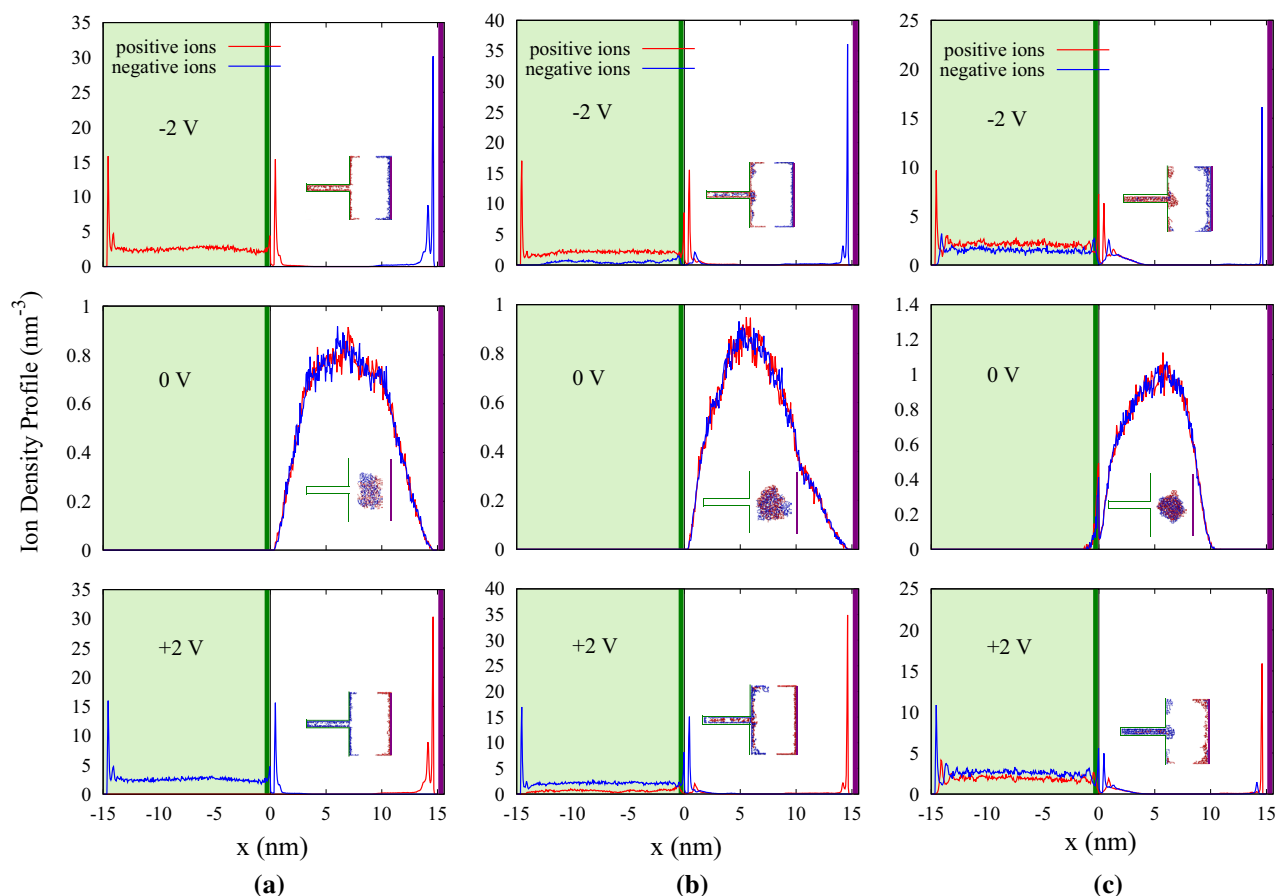 35
30
25
20
15
10
5
0
positive ions
negative ions
-2 V
40
35
30
25
20
15
10
5
0
positive ions
negative ions
-2 V
25
20
15
10
5
0
positive ions
negative ions
-2 V
Ion Density Profile (nm-3)
1
0.8
0.6
0.4
0.2
0
0 V
1
0.8
0.6
0.4
0.2
0
0 V
1.4
1.2
1
0.8
0.6
0.4
0.2
0
0 V
35
30
25
20
15
10
5
0
+2 V
-15 -10 -5 0 5 10 15
x (nm)
(a)
40
35
30
25
20
15
10
5
0
+2 V
-15 -10 -5 0 5 10 15
x (nm)
(b)
25
20
15
10
5
0
+2 V
-15 -10 -5 0 5 10 15
x (nm)
(c)